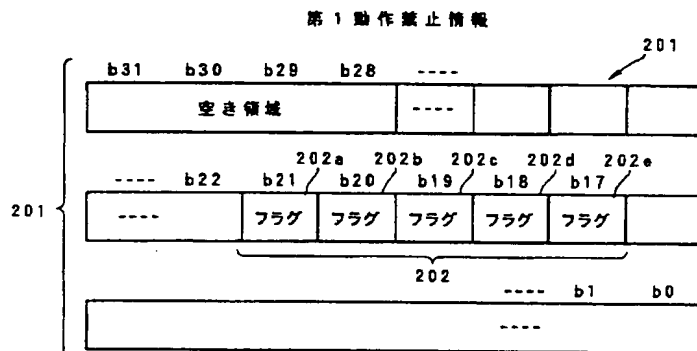 第1動作禁止情報
201
b31 b30 b29 b28 ----
空き領域 ----
202a 202b 202c 202d 202e
---- b22 b21 b20 b19 b18 b17
201
---- フラグ フラグ フラグ フラグ フラグ
202
---- b1 b0
----